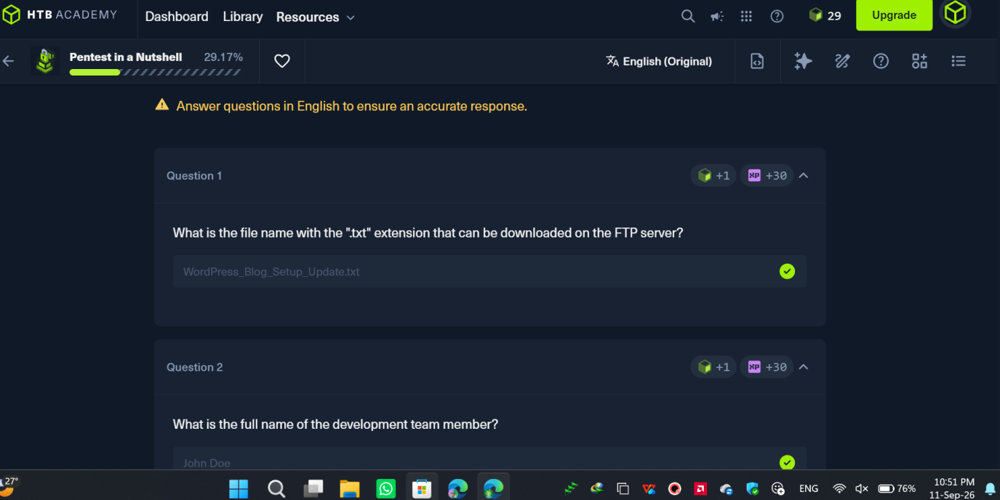 HTB ACADEMY Dashboard Library Resources 29 Upgrade
Pentest in a Nutshell 29.17% English (Original)
Answer questions in English to ensure an accurate response.
Question 1 +1 XP +30
What is the file name with the ".txt" extension that can be downloaded on the FTP server?
WordPress_Blog_Setup_Update.txt
Question 2 +1 XP +30
What is the full name of the development team member?
John Doe
27°
ENG 76% 10:51 PM
11-Sep-26